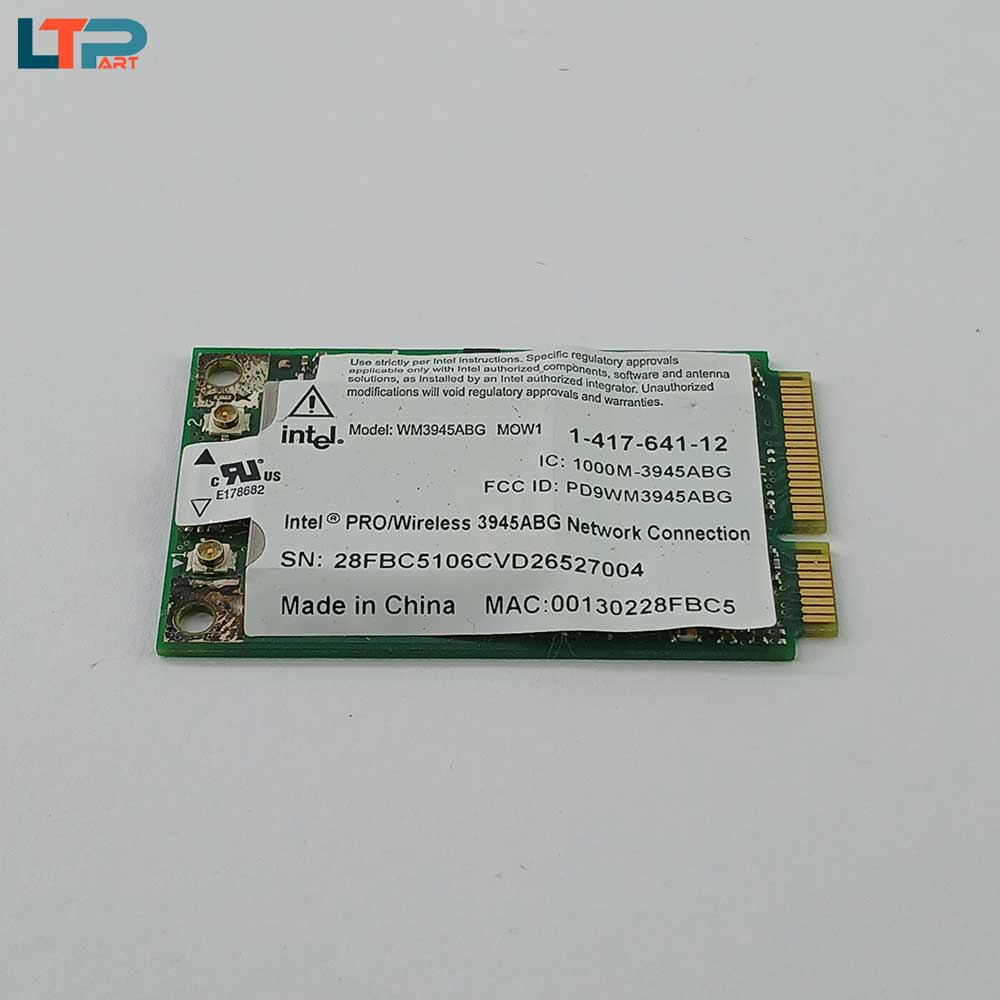 LTPART
Use strictly per Intel Instructions. Specific regulatory approvals
applicable only with Intel authorized components, software and antenna
solutions, as installed by an Intel authorized integrator. Unauthorized
modifications will void regulatory approvals and warranties.
intel. Model: WM3945ABG MOW1 1-417-641-12
2
IC: 1000M-3945ABG
c RU US
E178682
FCC ID: PD9WM3945ABG
Intel® PRO/Wireless 3945ABG Network Connection
1
SN: 28FBC5106CVD26527004
Made in China MAC:00130228FBC5